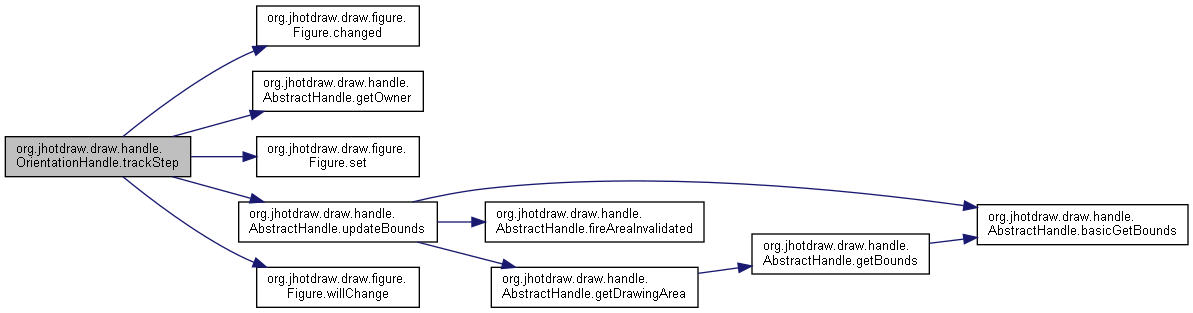 org.jhotdraw.draw.figure.
Figure.changed
org.jhotdraw.draw.handle.
AbstractHandle.getOwner
org.jhotdraw.draw.handle.
OrientationHandle.trackStep
org.jhotdraw.draw.figure.
Figure.set
org.jhotdraw.draw.handle.
AbstractHandle.updateBounds
org.jhotdraw.draw.handle.
AbstractHandle.fireAreaInvalidated
org.jhotdraw.draw.handle.
AbstractHandle.basicGetBounds
org.jhotdraw.draw.handle.
AbstractHandle.getBounds
org.jhotdraw.draw.figure.
Figure.willChange
org.jhotdraw.draw.handle.
AbstractHandle.getDrawingArea